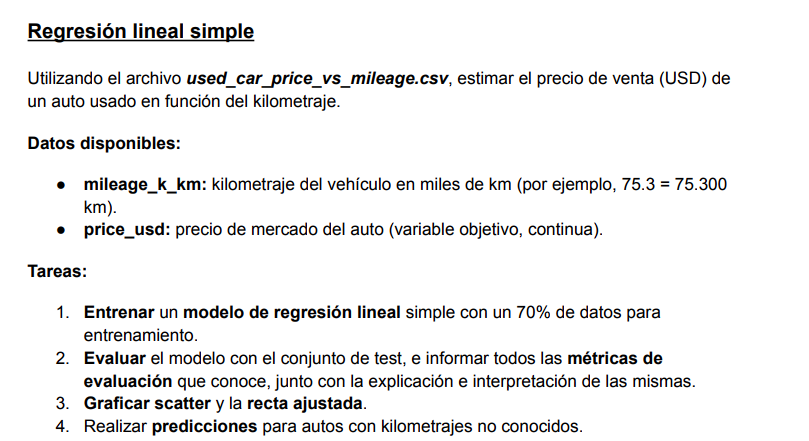 Regresión lineal simple
Utilizando el archivo used_car_price_vs_mileage.csv, estimar el precio de venta (USD) de
un auto usado en función del kilometraje.
Datos disponibles:
● mileage_k_km: kilometraje del vehículo en miles de km (por ejemplo, 75.3 = 75.300
km).
● price_usd: precio de mercado del auto (variable objetivo, continua).
Tareas:
1. Entrenar un modelo de regresión lineal simple con un 70% de datos para
entrenamiento.
2. Evaluar el modelo con el conjunto de test, e informar todos las métricas de
evaluación que conoce, junto con la explicación e interpretación de las mismas.
3. Graficar scatter y la recta ajustada.
4. Realizar predicciones para autos con kilometrajes no conocidos.